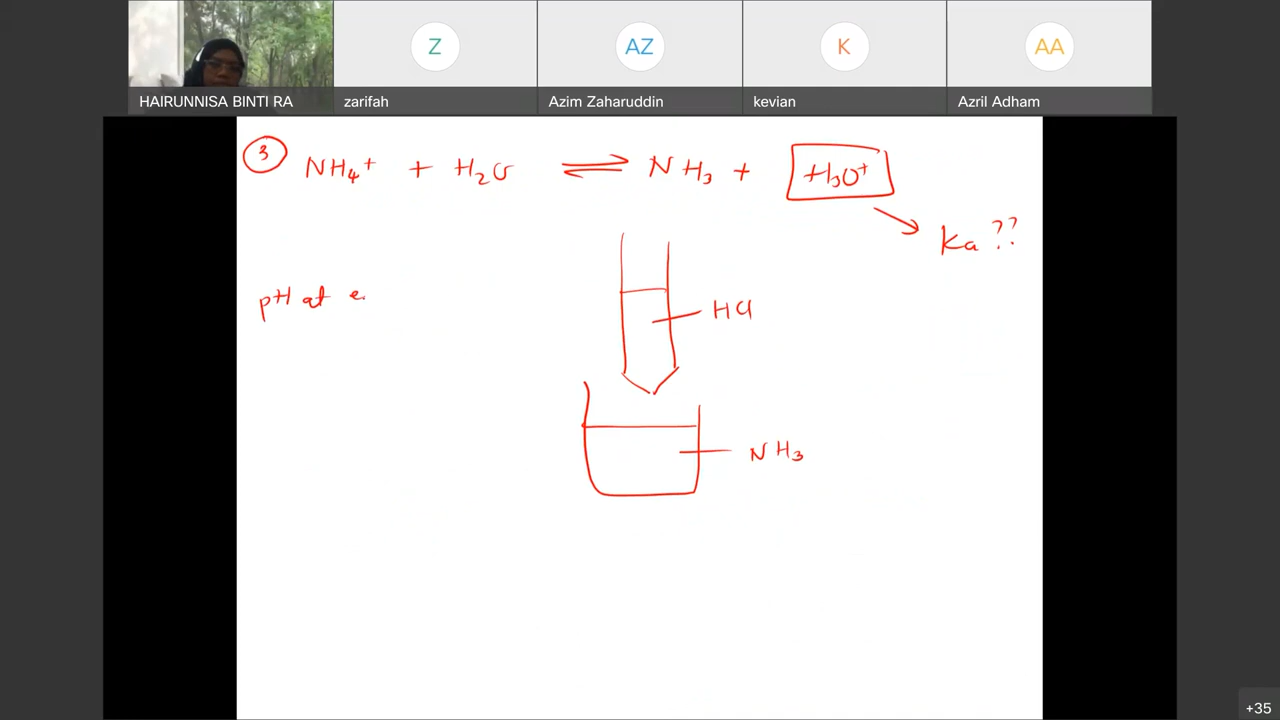 Z
AZ
K
AA
HAIRUNNISA BINTI RA
zarifah
Azim Zaharuddin
kevian
Azril Adham
3
NH₄⁺ + H₂O ⇌ NH₃ + H₃O⁺
Ka ??
pH at e
HCl
NH₃
+35